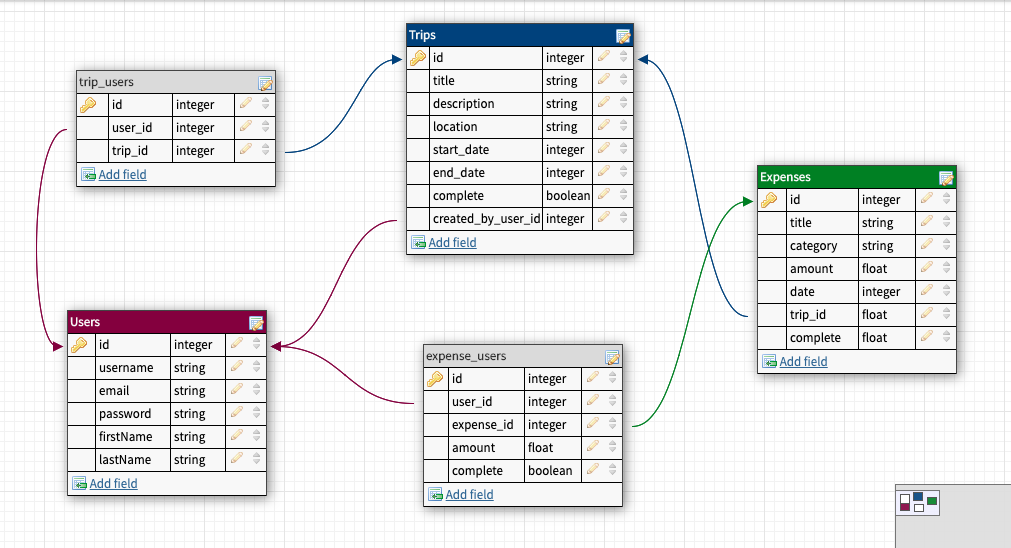 trip_users
id integer
user_id integer
trip_id integer
Add field
Trips
id integer
title string
description string
location string
start_date integer
end_date integer
complete boolean
created_by_user_id integer
Add field
Expenses
id integer
title string
category string
amount float
date integer
trip_id float
complete float
Add field
Users
id integer
username string
email string
password string
firstName string
lastName string
Add field
expense_users
id integer
user_id integer
expense_id integer
amount float
complete boolean
Add field